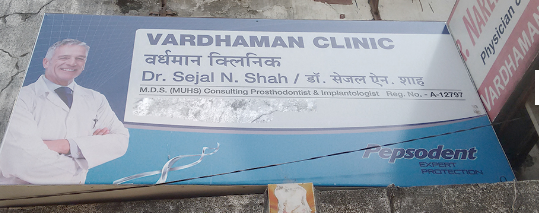 VARDHAMAN CLINIC
वर्धमान क्लिनिक
Dr. Sejal N. Shah / डॉ. सेजल ऐन. शाह
M.D.S. (MUHS) Consulting Prosthodontist & Implantologist Reg. No. - A-12797
Pepsodent
EXPERT
PROTECTION
Physician
VARDHAMAN